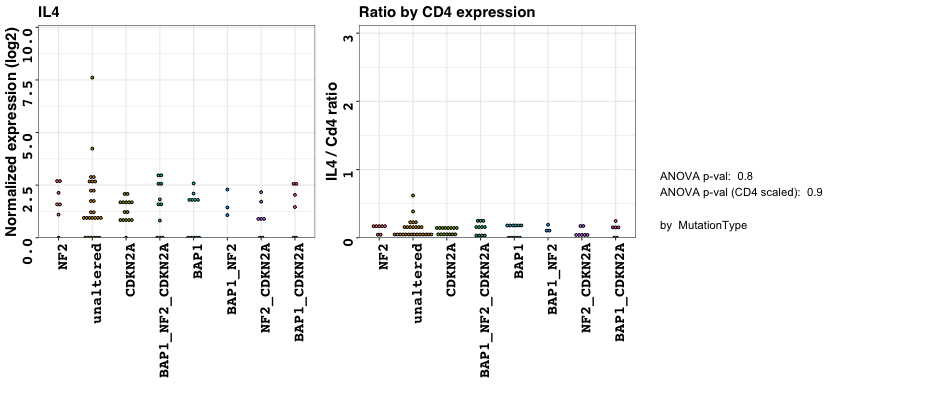 IL4
Normalized expression (log2)
10.0
7.5
5.0
2.5
0.0
NF2
unaltered
CDKN2A
BAP1_NF2_CDKN2A
BAP1
BAP1_NF2
NF2_CDKN2A
BAP1_CDKN2A
Ratio by CD4 expression
IL4 / Cd4 ratio
3
2
1
0
NF2
unaltered
CDKN2A
BAP1_NF2_CDKN2A
BAP1
BAP1_NF2
NF2_CDKN2A
BAP1_CDKN2A
ANOVA p-val: 0.8
ANOVA p-val (CD4 scaled): 0.9
by MutationType